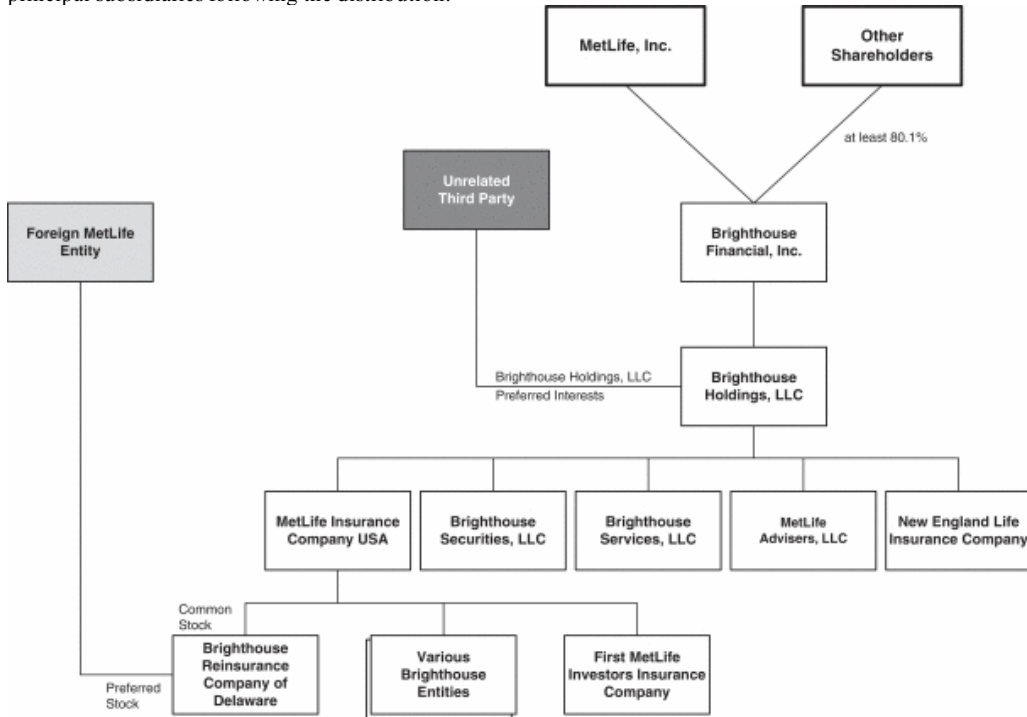 principal subsidiaries following the distribution.
MetLife, Inc.
Other
Shareholders
at least 80.1%
Unrelated
Third Party
Foreign MetLife
Entity
Brighthouse
Financial, Inc.
Brighthouse Holdings, LLC
Preferred Interests
Brighthouse
Holdings, LLC
MetLife Insurance
Company USA
Brighthouse
Securities, LLC
Brighthouse
Services, LLC
MetLife
Advisers, LLC
New England Life
Insurance Company
Common
Stock
Brighthouse
Reinsurance
Company of
Delaware
Various
Brighthouse
Entities
First MetLife
Investors Insurance
Company
Preferred
Stock